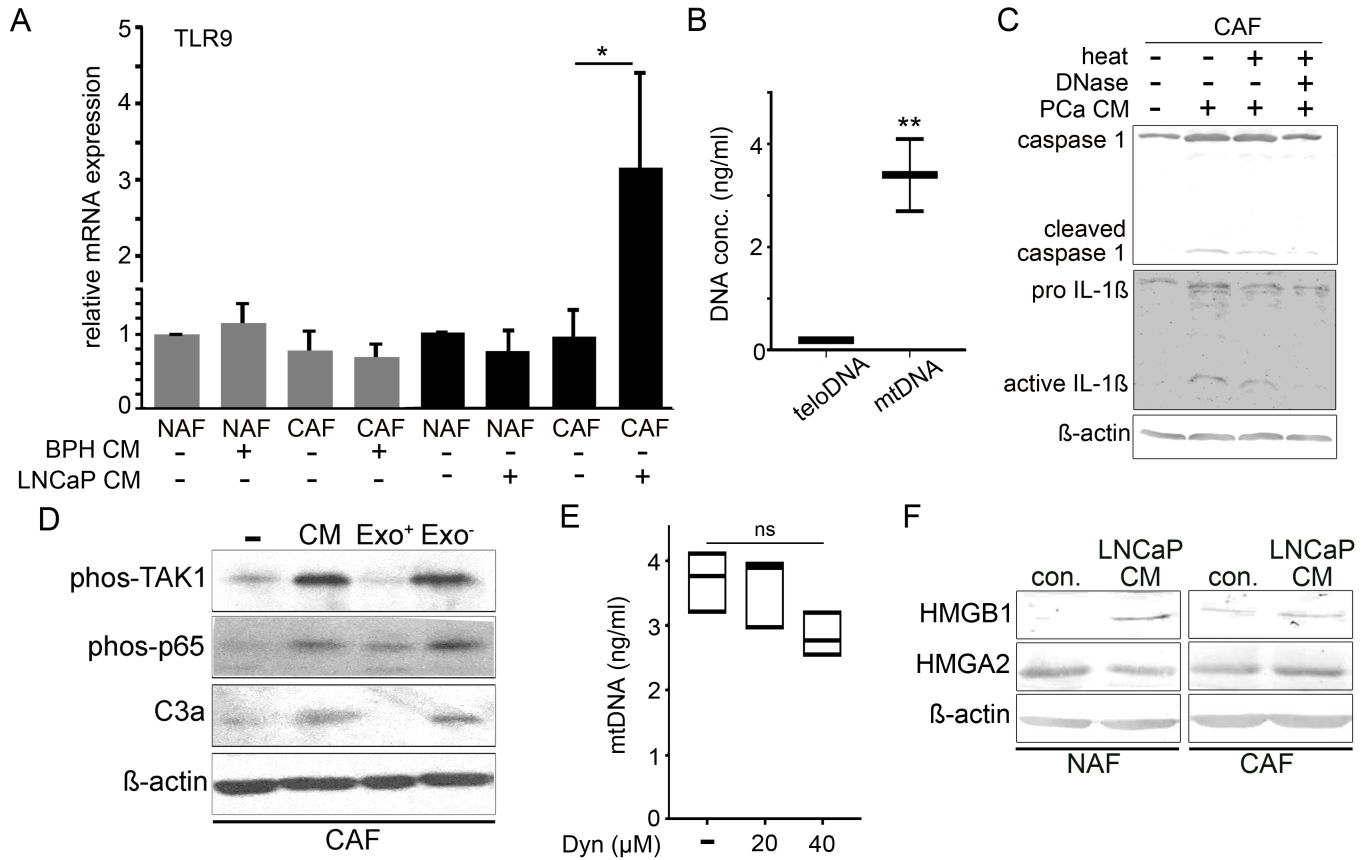 A
TLR9
*
relative mRNA expression
5
4
3
2
1
0
NAF NAF CAF CAF NAF NAF CAF CAF
BPH CM - + - + - - - -
LNCaP CM - - - - - + - +
B
**
DNA conc. (ng/ml)
4
2
0
teloDNA mtDNA
C
CAF
heat - - + +
DNase +
PCa CM - + + +
caspase 1
cleaved
caspase 1
pro IL-1ß
active IL-1ß
ß-actin
D
- CM Exo+ Exo-
phos-TAK1
phos-p65
C3a
ß-actin
CAF
E
ns
mtDNA (ng/ml)
4
3
2
1
0
Dyn (µM) - 20 40
F
LNCaP LNCaP
con. CM con. CM
HMGB1
HMGA2
ß-actin
NAF CAF